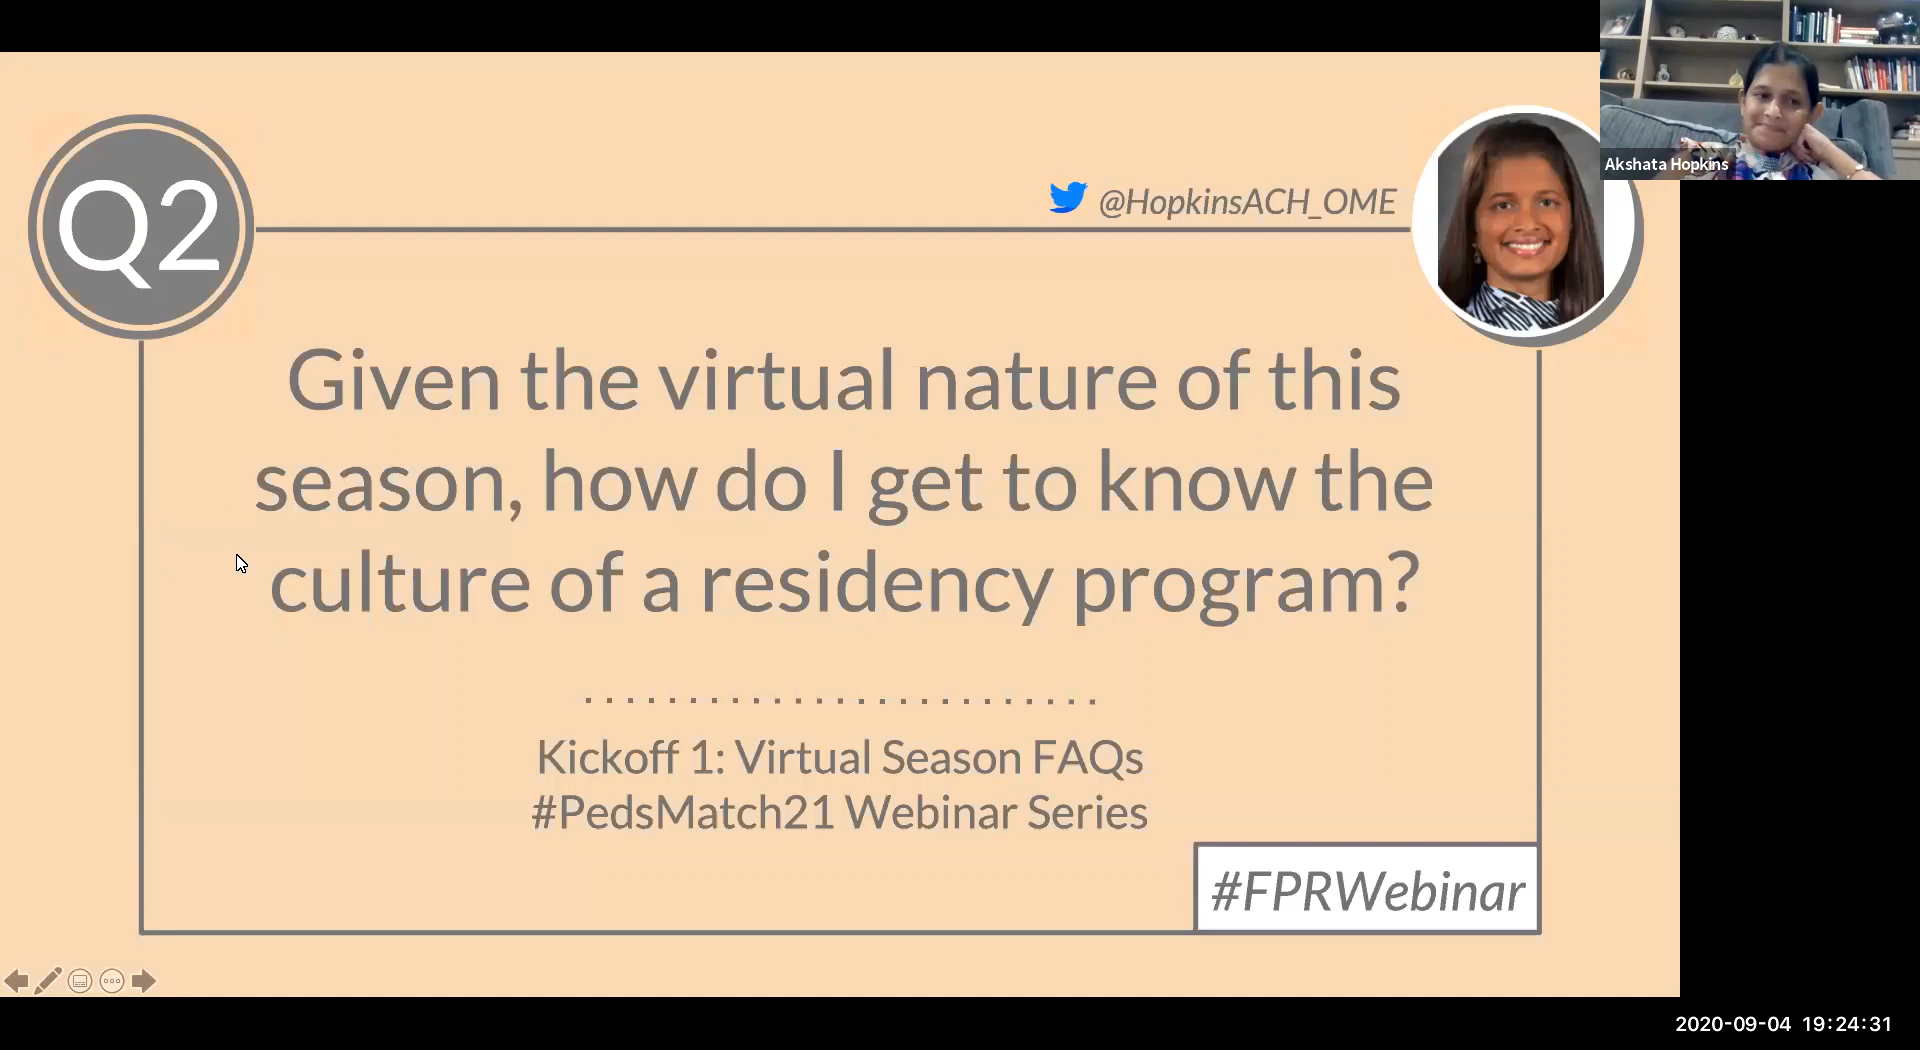 Akshata Hopkins
Q2
@HopkinsACH_OME
Given the virtual nature of this
season, how do I get to know the
culture of a residency program?
Kickoff 1: Virtual Season FAQs
#PedsMatch21 Webinar Series
#FPRWebinar
2020-09-04 19:24:31